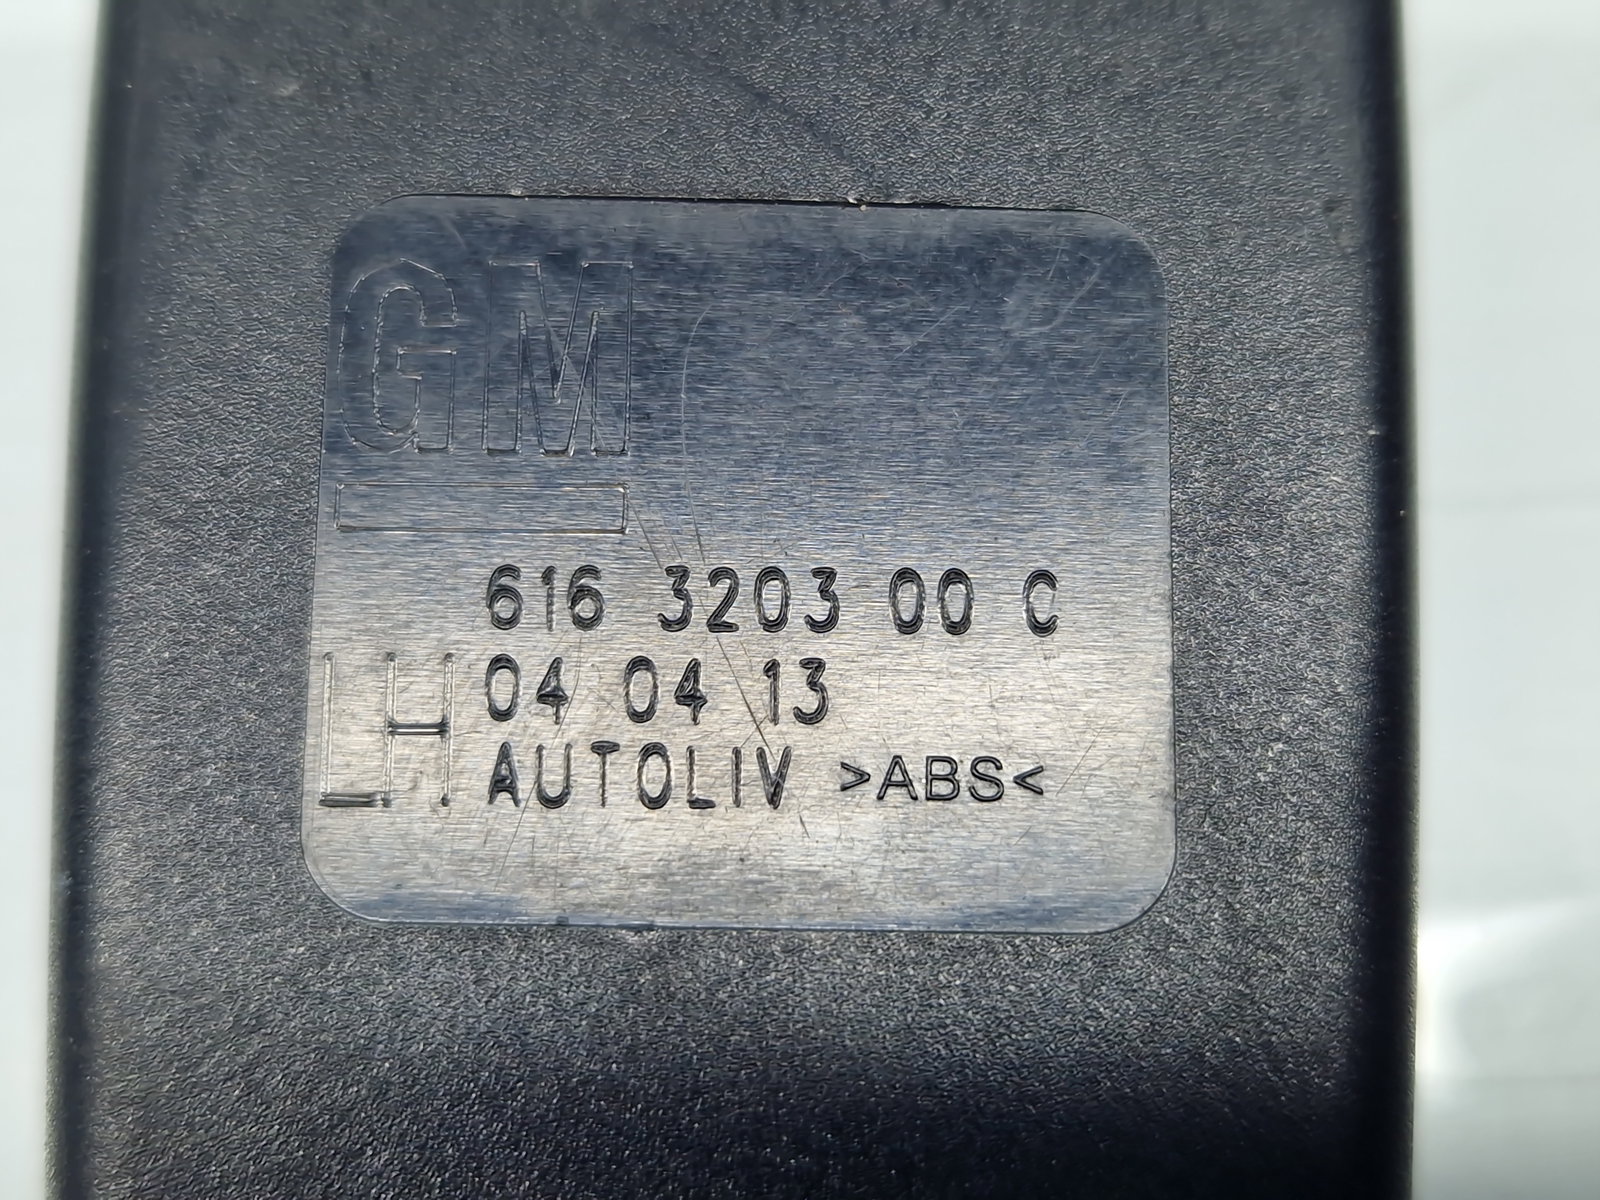 GM
616 3203 00 C
LH 04 04 13
AUTOLIV >ABS<